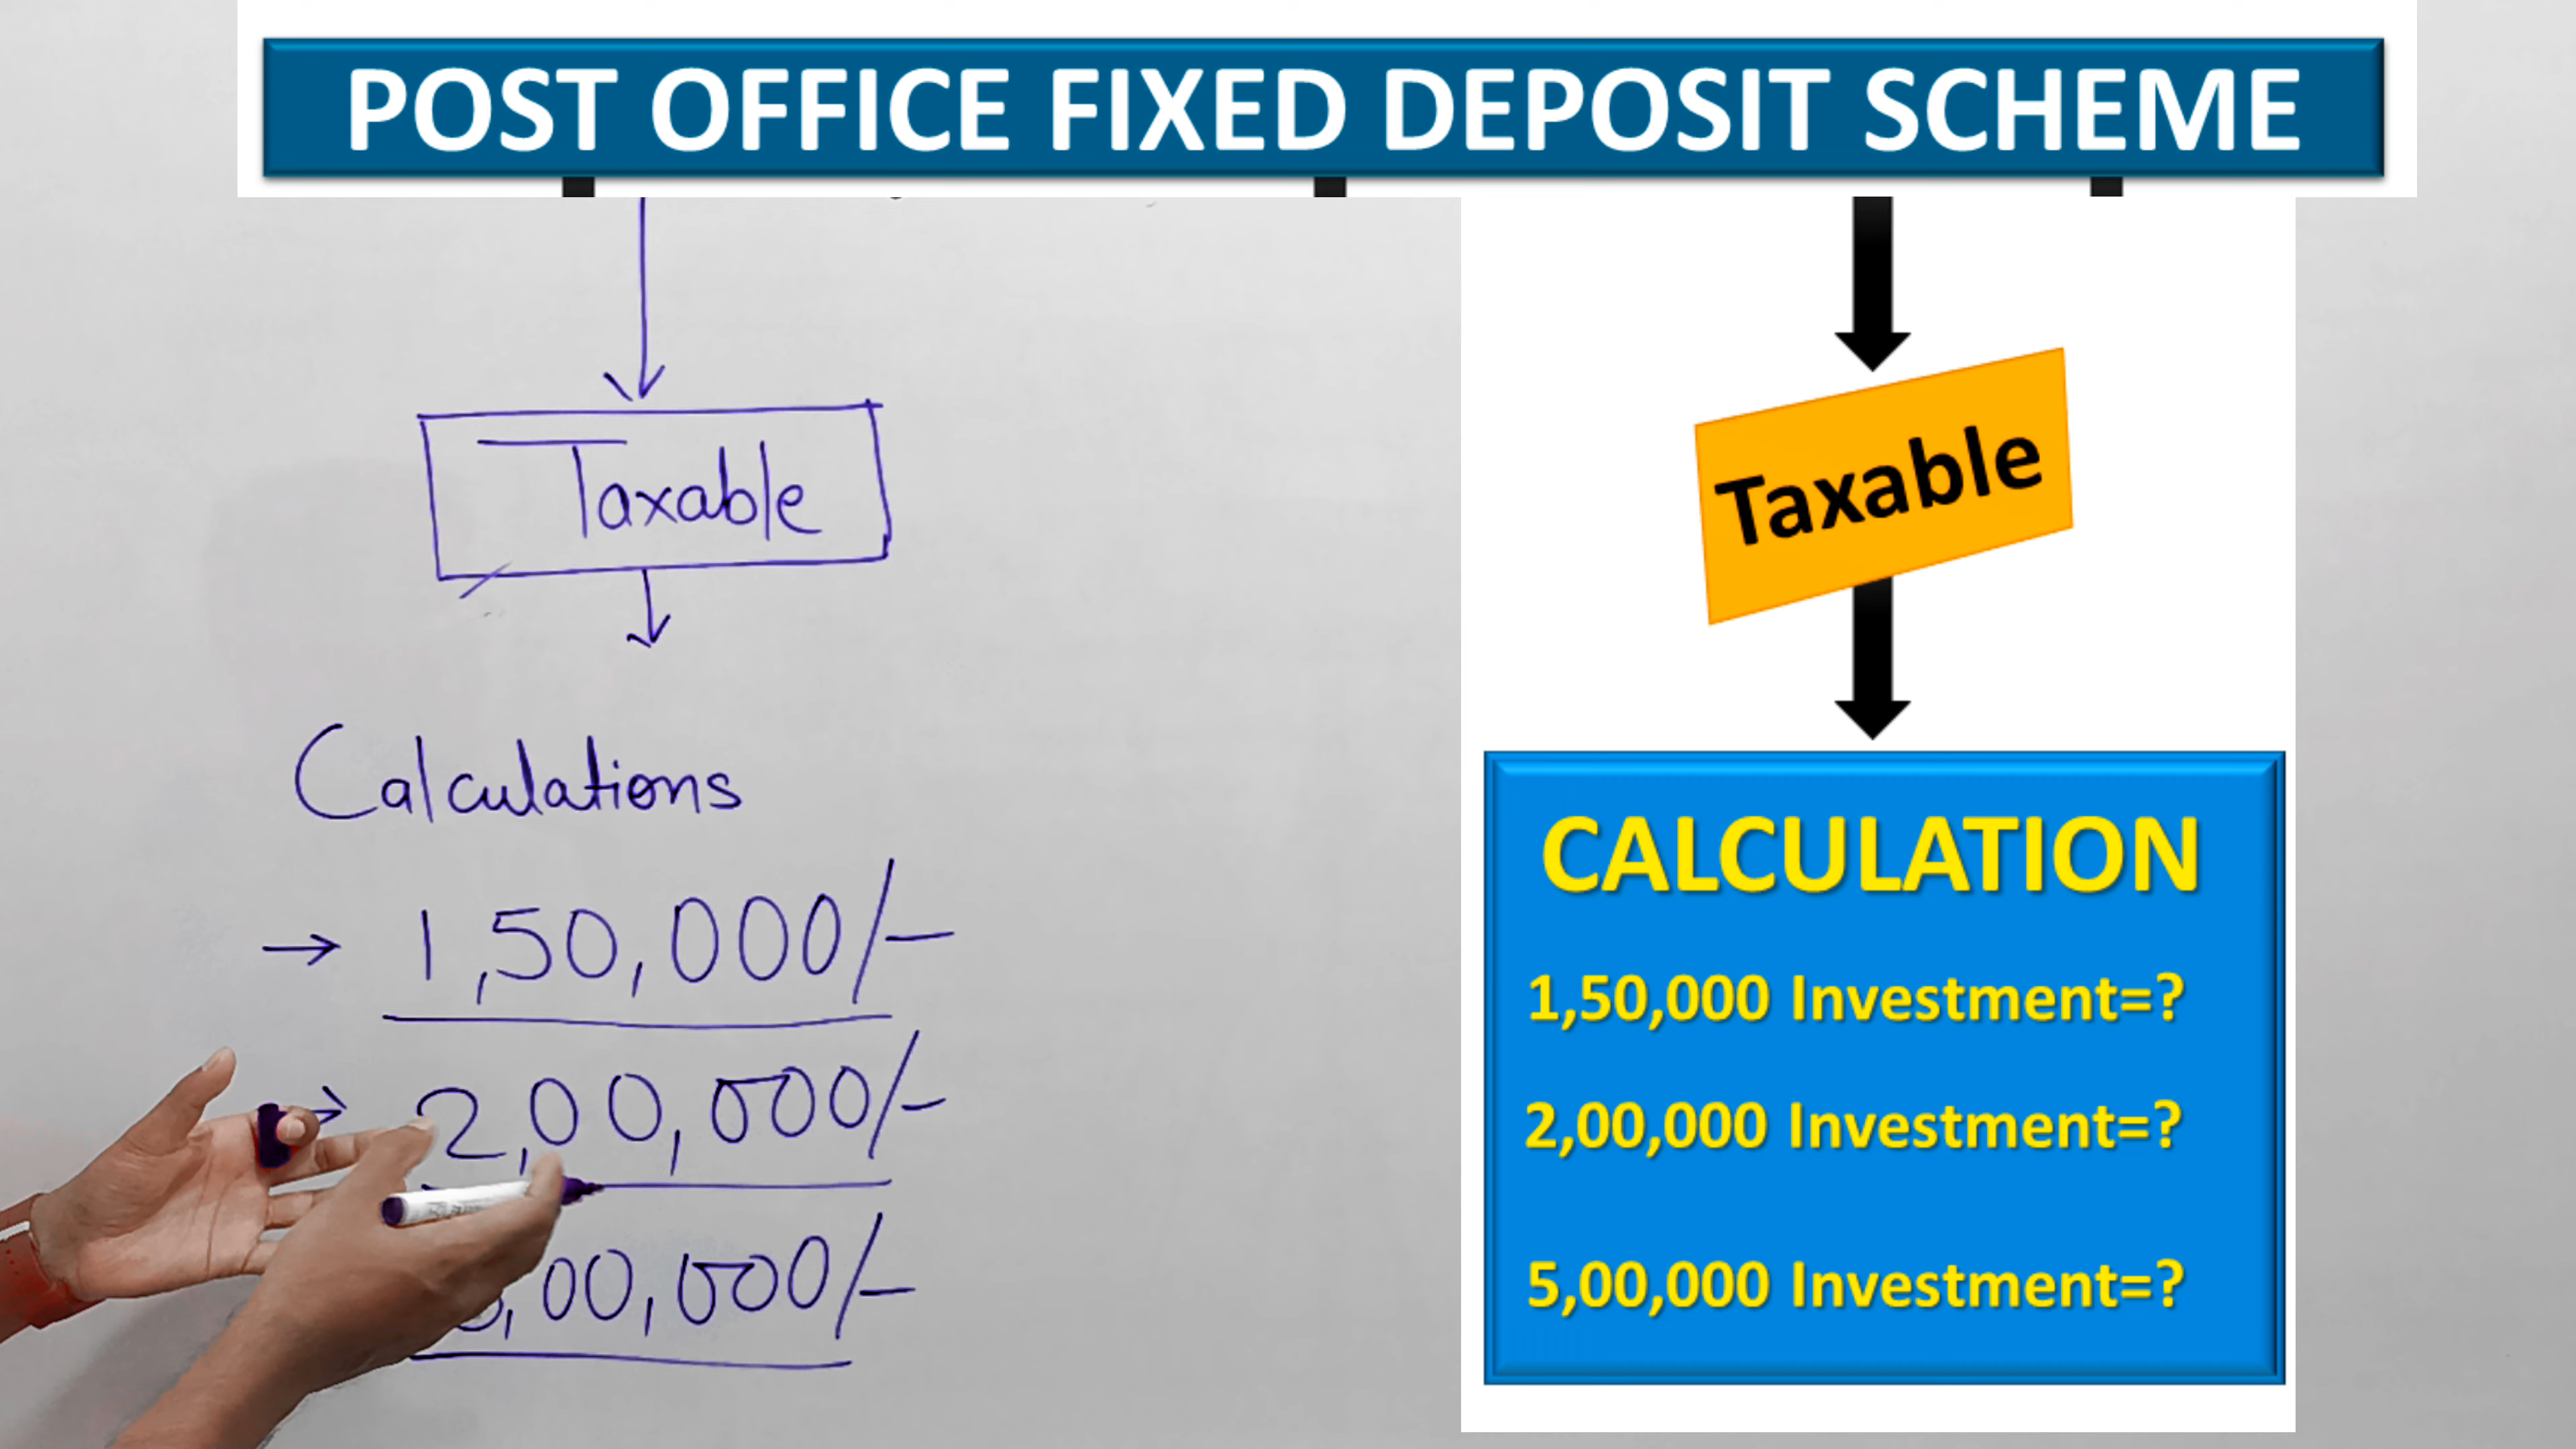 POST OFFICE FIXED DEPOSIT SCHEME
Taxable
Calculations
→ 1,50,000/-
→ 2,00,000/-
,00,000/-
Taxable
CALCULATION
1,50,000 Investment=?
2,00,000 Investment=?
5,00,000 Investment=?